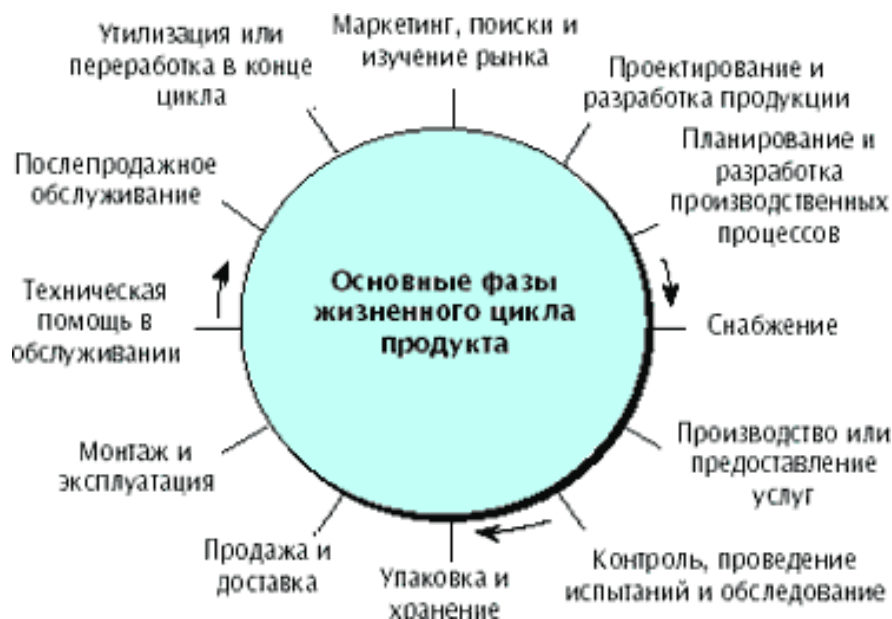 Маркетинг, поиски и
изучение рынка
Проектирование и
разработка продукции
Планирование и
разработка
производственных
процессов
Снабжение
Производство или
предоставление
услуг
Контроль, проведение
испытаний и обследование
Упаковка и
хранение
Продажа и
доставка
Монтаж и
эксплуатация
Техническая
помощь в
обслуживании
Послепродажное
обслуживание
Утилизация или
переработка в конце
цикла
Основные фазы
жизненного цикла
продукта